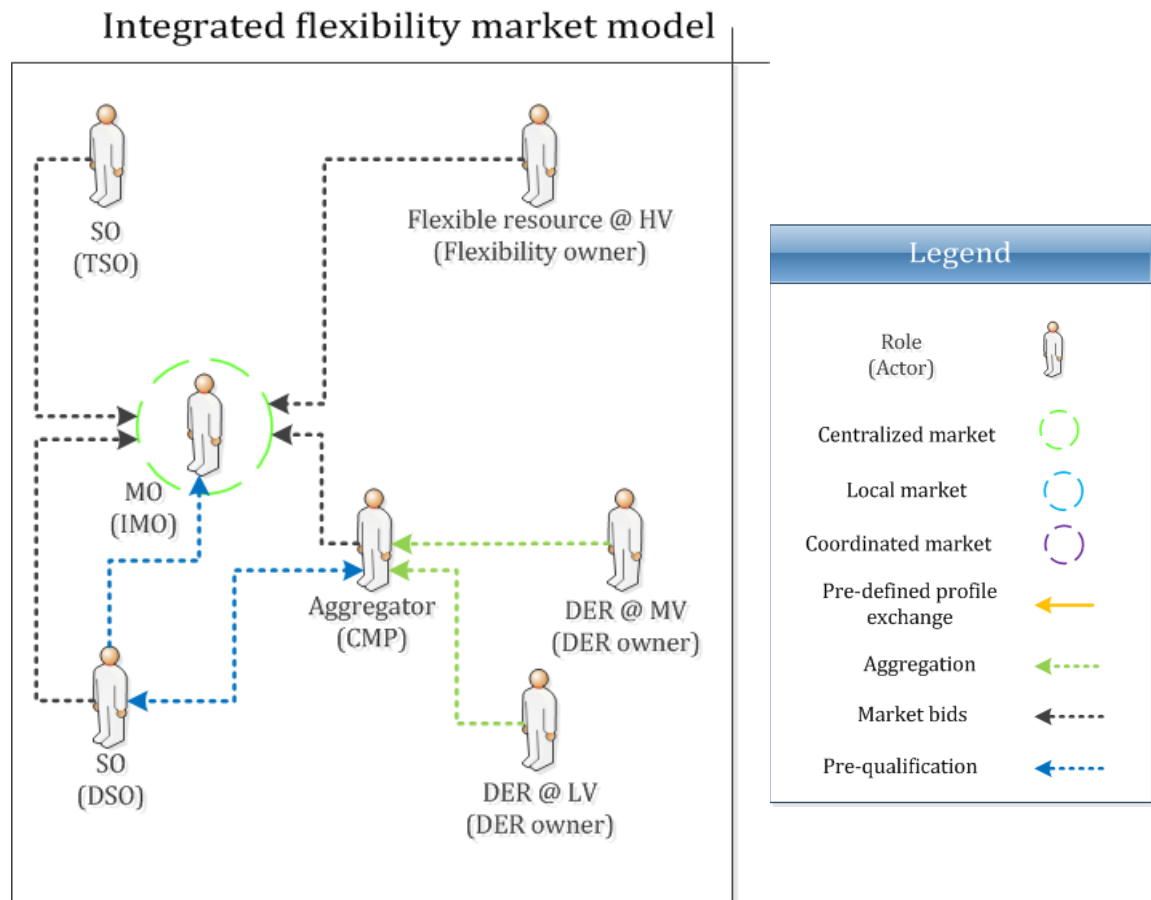 Integrated flexibility market model
SO
(TSO)
Flexible resource @ HV
(Flexibility owner)
MO
(IMO)
Aggregator
(CMP)
DER @ MV
(DER owner)
SO
(DSO)
DER @ LV
(DER owner)
Legend
Role
(Actor)
Centralized market
Local market
Coordinated market
Pre-defined profile
exchange
Aggregation
Market bids
Pre-qualification